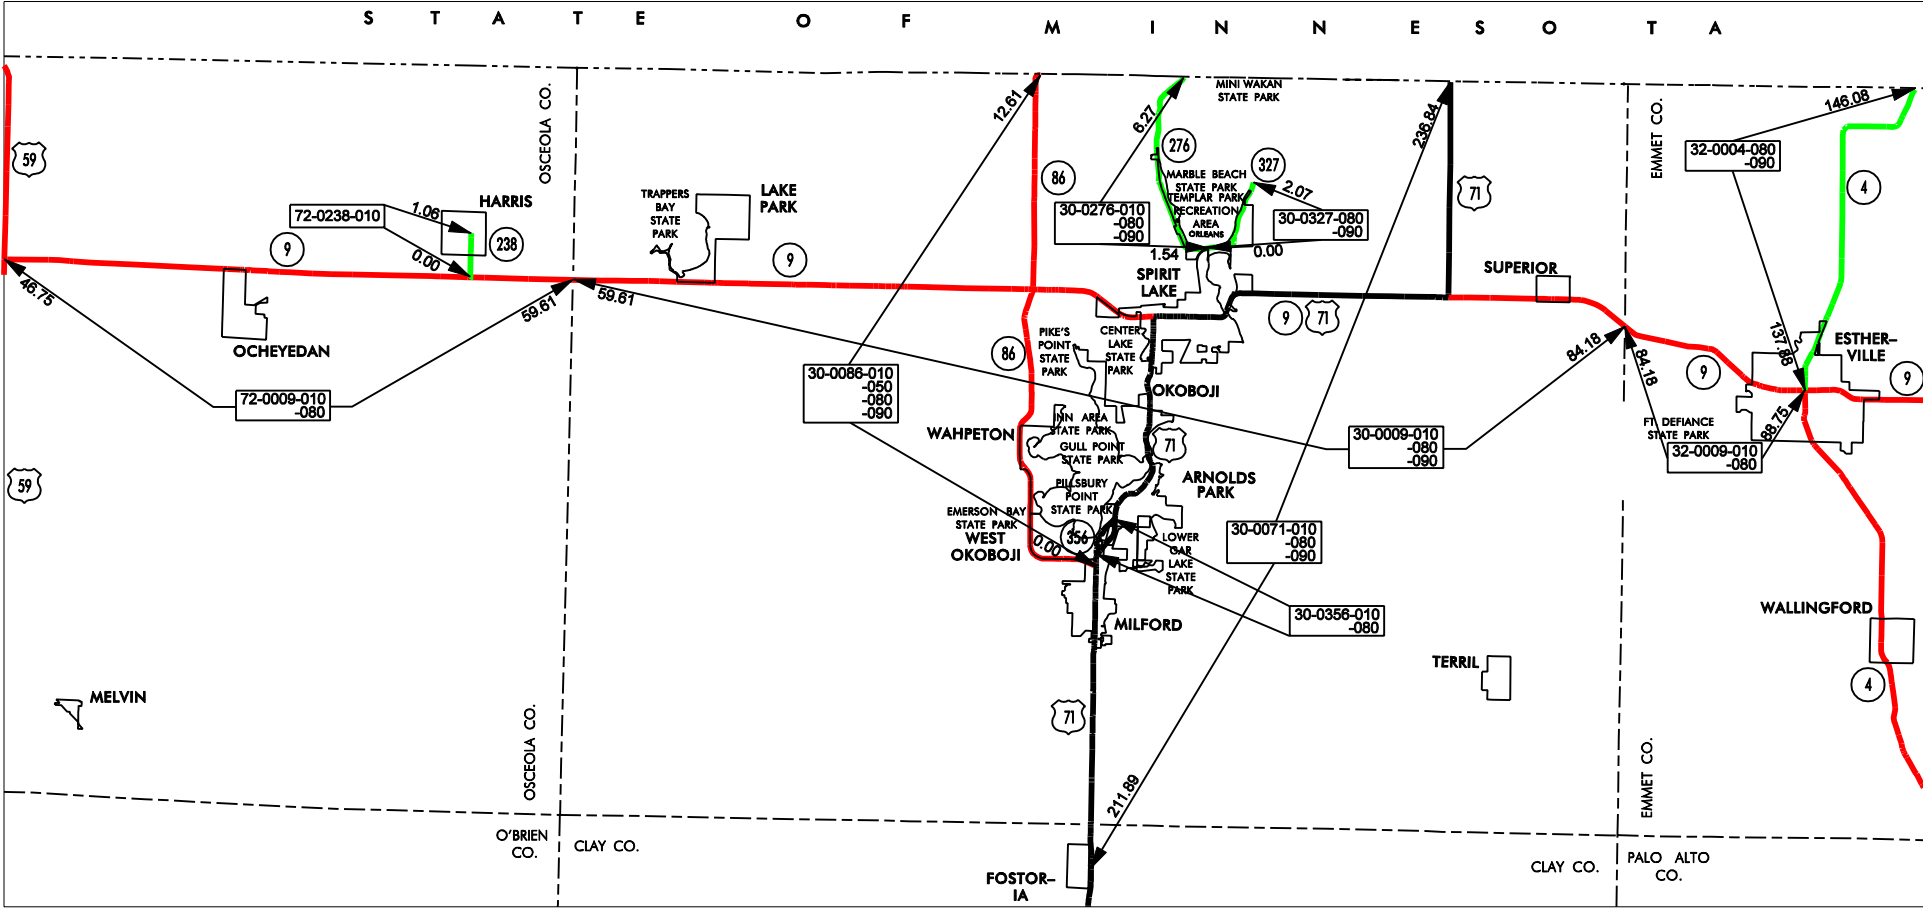 STATE OF MINNESOTA
OSCEOLA CO.
EMMET CO.
MINI WAKAN
STATE PARK
146.08
12.61
6.27
236.84
59
86
276
327
71
4
32-0004-080
-090
MARBLE BEACH
STATE PARK
TEMPLAR PARK
RECREATION
AREA
ORLEANS
2.07
HARRIS
1.06
72-0238-010
238
0.00
9
TRAPPERS
BAY
STATE
PARK
LAKE
PARK
9
30-0276-010
-080
-090
30-0327-080
-090
1.54
0.00
SPIRIT
LAKE
SUPERIOR
46.75
59.61
59.61
9
71
OCHEYEDAN
PIKE'S
POINT
STATE
PARK
CENTER
LAKE
STATE
PARK
86
84.18
84.18
137.88
ESTHER-
VILLE
9
9
30-0086-010
-050
-080
-090
72-0009-010
-080
OKOBOJI
88.75
FT DEFIANCE
STATE PARK
32-0009-010
-080
30-0009-010
-080
-090
WAHPETON
INN AREA
STATE PARK
GULL POINT
STATE PARK
71
59
PILLSBURY
POINT
STATE PARK
ARNOLDS
PARK
EMERSON BAY
STATE PARK
WEST
OKOBOJI
0.00
356
LOWER
GAR
LAKE
STATE
PARK
30-0071-010
-080
-090
30-0356-010
-080
MILFORD
WALLINGFORD
TERRIL
4
MELVIN
71
OSCEOLA CO.
EMMET CO.
211.89
O'BRIEN
CO.
CLAY CO.
FOSTOR-
IA
CLAY CO.
PALO ALTO
CO.